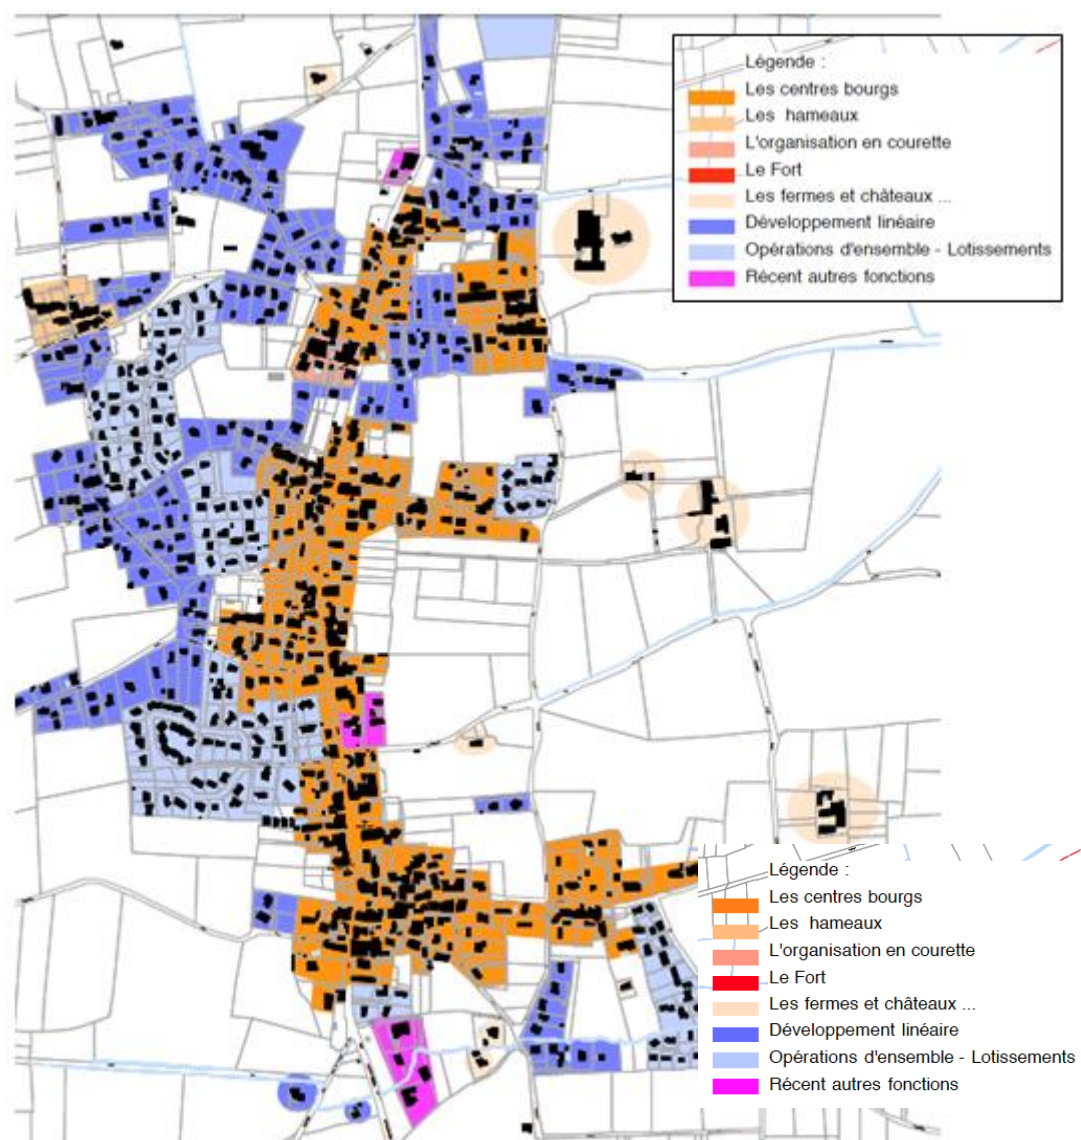 Légende :
Les centres bourgs
Les hameaux
L'organisation en courette
Le Fort
Les fermes et châteaux ...
Développement linéaire
Opérations d'ensemble - Lotissements
Récent autres fonctions
Légende :
Les centres bourgs
Les hameaux
L'organisation en courette
Le Fort
Les fermes et châteaux ...
Développement linéaire
Opérations d'ensemble - Lotissements
Récent autres fonctions